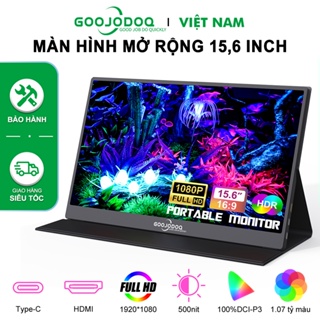 GOOJODOQ | VIỆT NAM
GOOD JOB DO QUICKLY
MÀN HÌNH MỞ RỘNG 15,6 INCH
BẢO HÀNH
GIAO HÀNG
SIÊU TỐC
1080P
FULL HD
15.6"
16:9
HDR
PORTABLE MONITOR
GOOJODOQ
FULL HD
Type-C
HDMI
1920*1080
500nit
100%DCI-P3
1.07 tỷ màu